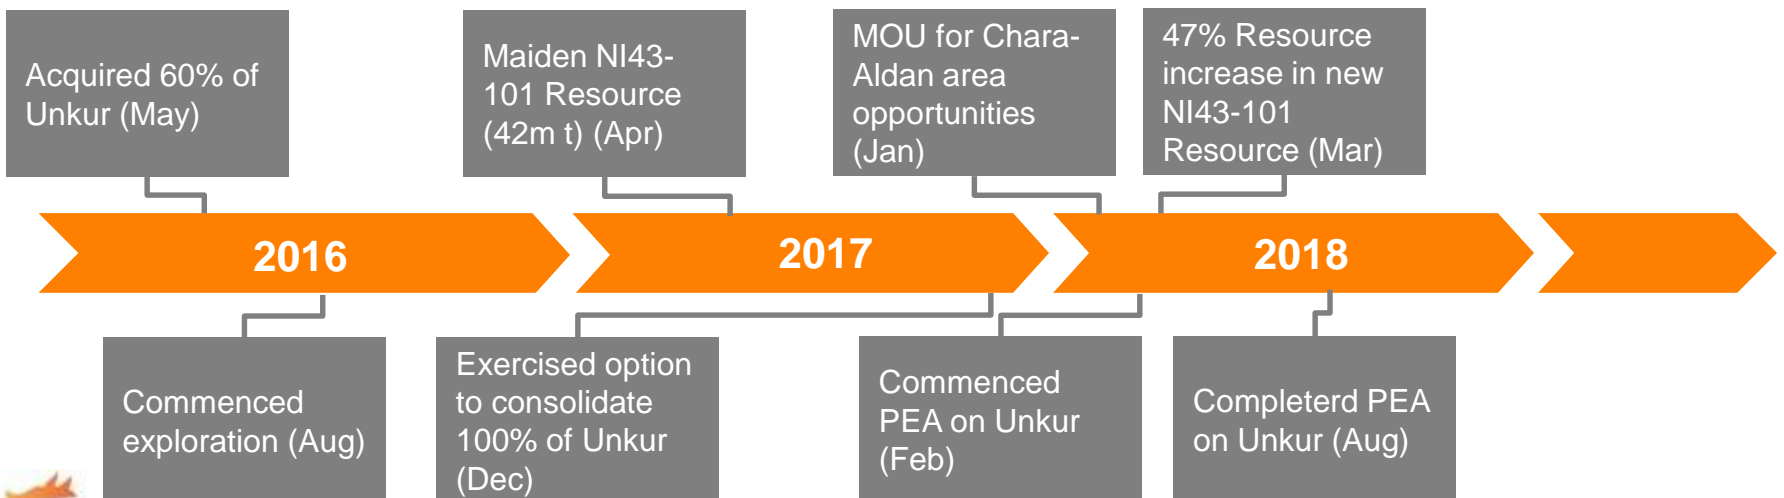 Acquired 60% of
Unkur (May)
Maiden NI43-
101 Resource
(42m t) (Apr)
MOU for Chara-
Aldan area
opportunities
(Jan)
47% Resource
increase in new
NI43-101
Resource (Mar)
2016
2017
2018
Commenced
exploration (Aug)
Exercised option
to consolidate
100% of Unkur
(Dec)
Commenced
PEA on Unkur
(Feb)
Completerd PEA
on Unkur (Aug)